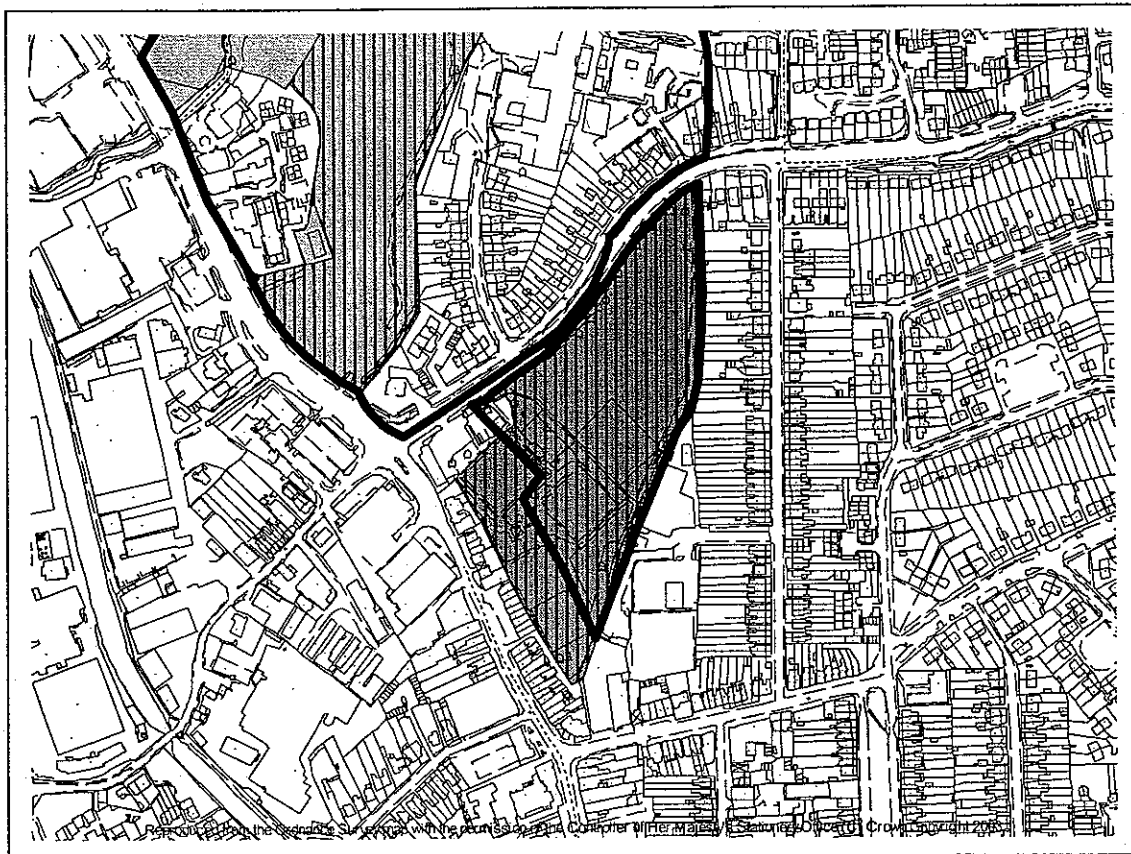 Reproduced from the Ordnance Survey map with the permission of the Controller of Her Majesty's Stationery Office (C) Crown Copyright